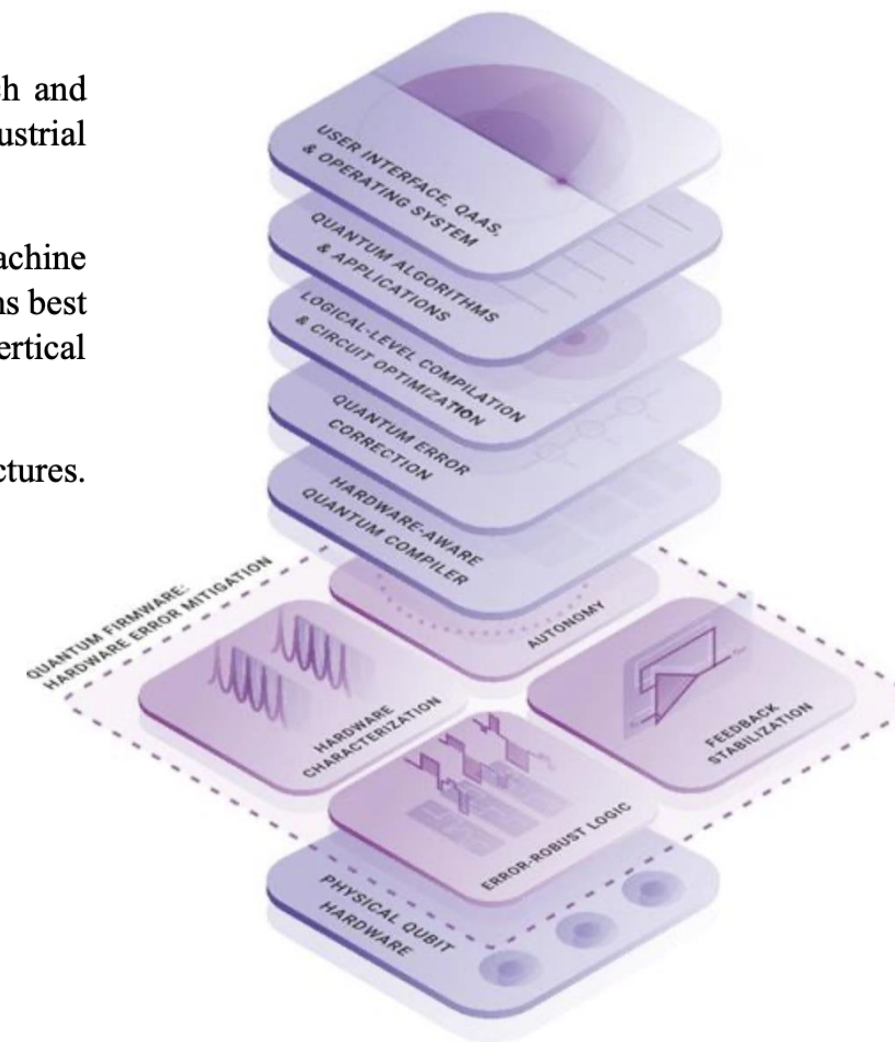 ch and
ustrial
achine
ns best
ertical
ctures.
USER INTERFACE, QAAS,
& OPERATING SYSTEM
QUANTUM ALGORITHMS
& APPLICATIONS
LOGICAL-LEVEL COMPILATION
& CIRCUIT OPTIMIZATION
QUANTUM ERROR
CORRECTION
HARDWARE-AWARE
QUANTUM COMPILER
QUANTUM FIRMWARE:
HARDWARE ERROR MITIGATION
AUTONOMY
HARDWARE
CHARACTERIZATION
FEEDBACK
STABILIZATION
ERROR-ROBUST LOGIC
PHYSICAL QUBIT
HARDWARE